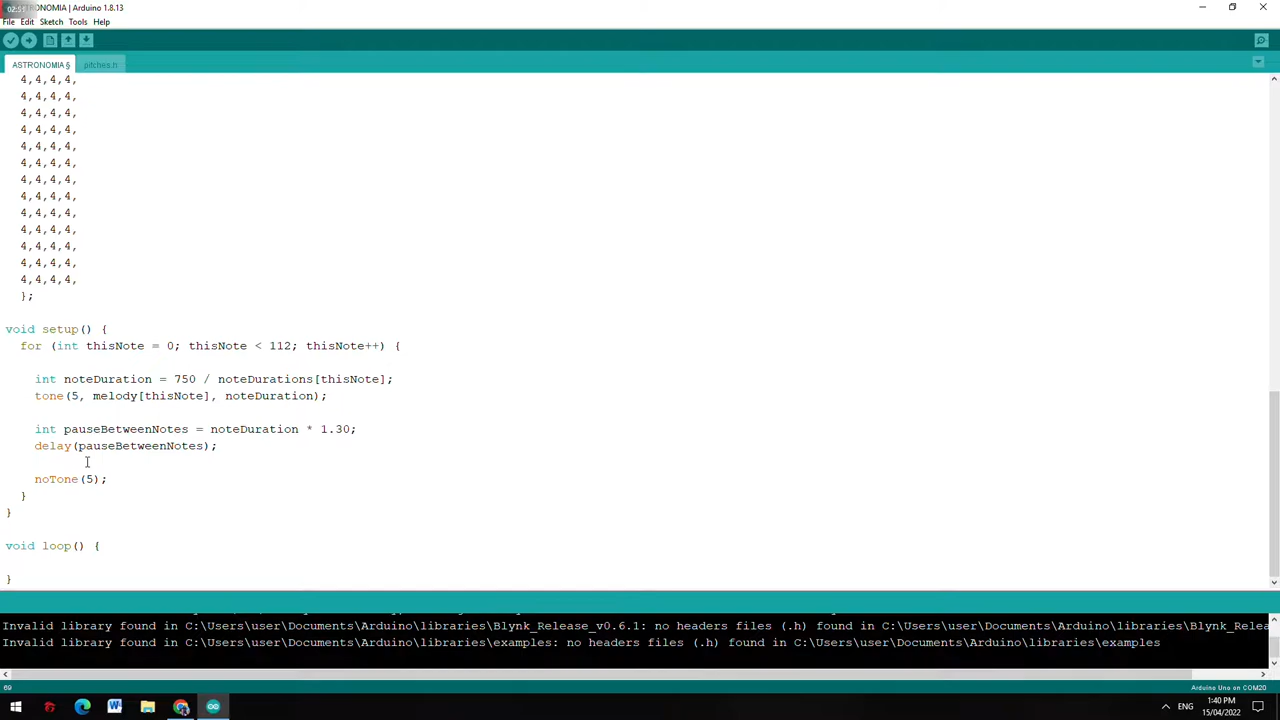 02:51
ASTRONOMIA | Arduino 1.8.13
File Edit Sketch Tools Help
ASTRONOMIA § pitches.h
4,4,4,4,
4,4,4,4,
4,4,4,4,
4,4,4,4,
4,4,4,4,
4,4,4,4,
4,4,4,4,
4,4,4,4,
4,4,4,4,
4,4,4,4,
4,4,4,4,
4,4,4,4,
4,4,4,4,
};
void setup() {
for (int thisNote = 0; thisNote < 112; thisNote++) {
int noteDuration = 750 / noteDurations[thisNote];
tone(5, melody[thisNote], noteDuration);
int pauseBetweenNotes = noteDuration * 1.30;
delay(pauseBetweenNotes);
noTone(5);
}
}
void loop() {
}
Invalid library found in C:\Users\user\Documents\Arduino\libraries\Blynk_Release_v0.6.1: no headers files (.h) found in C:\Users\user\Documents\Arduino\libraries\Blynk_Relea
Invalid library found in C:\Users\user\Documents\Arduino\libraries\examples: no headers files (.h) found in C:\Users\user\Documents\Arduino\libraries\examples
69 Arduino Uno on COM20
ENG 1:40 PM
15/04/2022